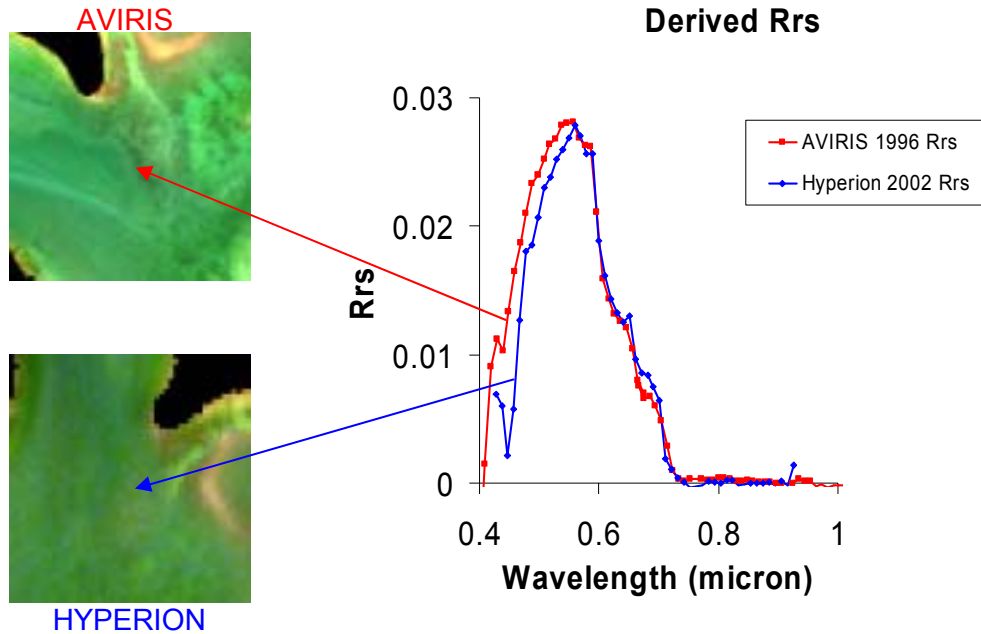 AVIRIS
Derived Rrs
0.03
0.02
0.01
0
Rrs
AVIRIS 1996 Rrs
Hyperion 2002 Rrs
0.4 0.6 0.8 1
Wavelength (micron)
HYPERION